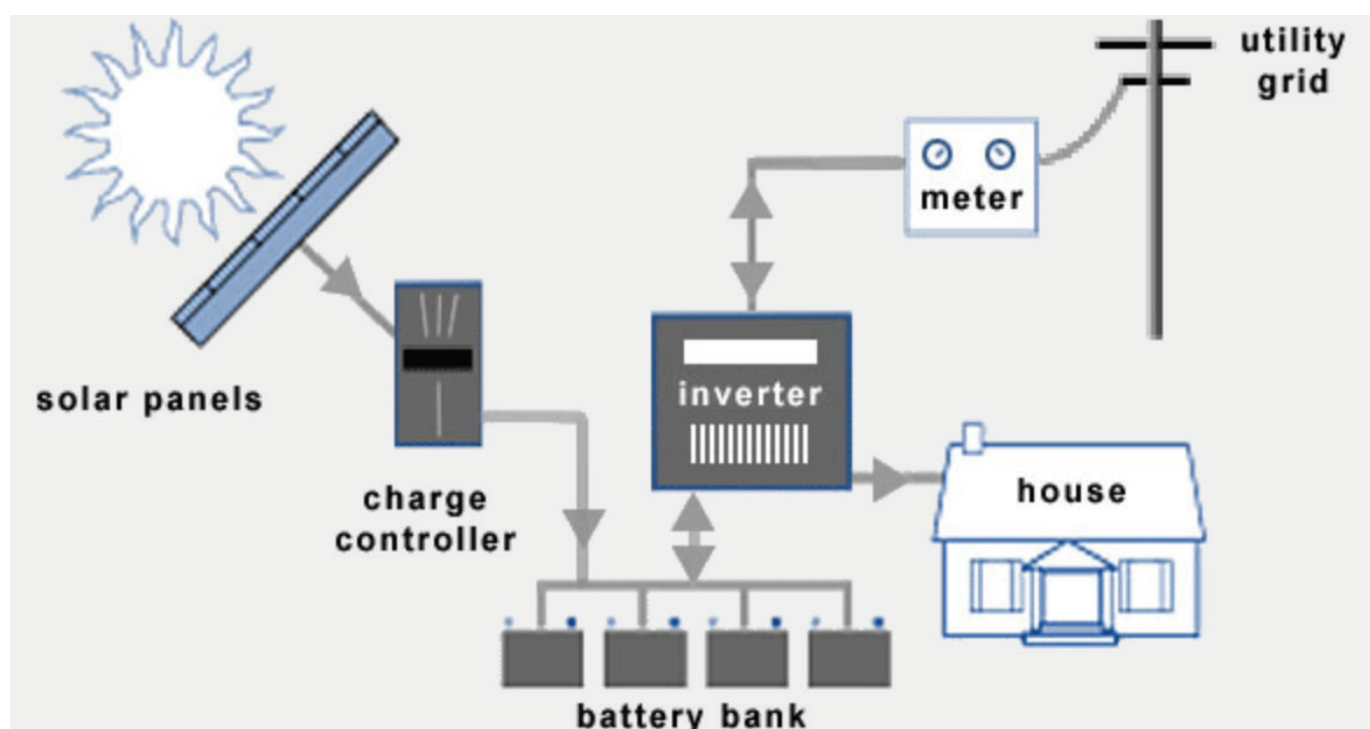 utility
grid
meter
solar panels
inverter
charge
controller
house
battery bank